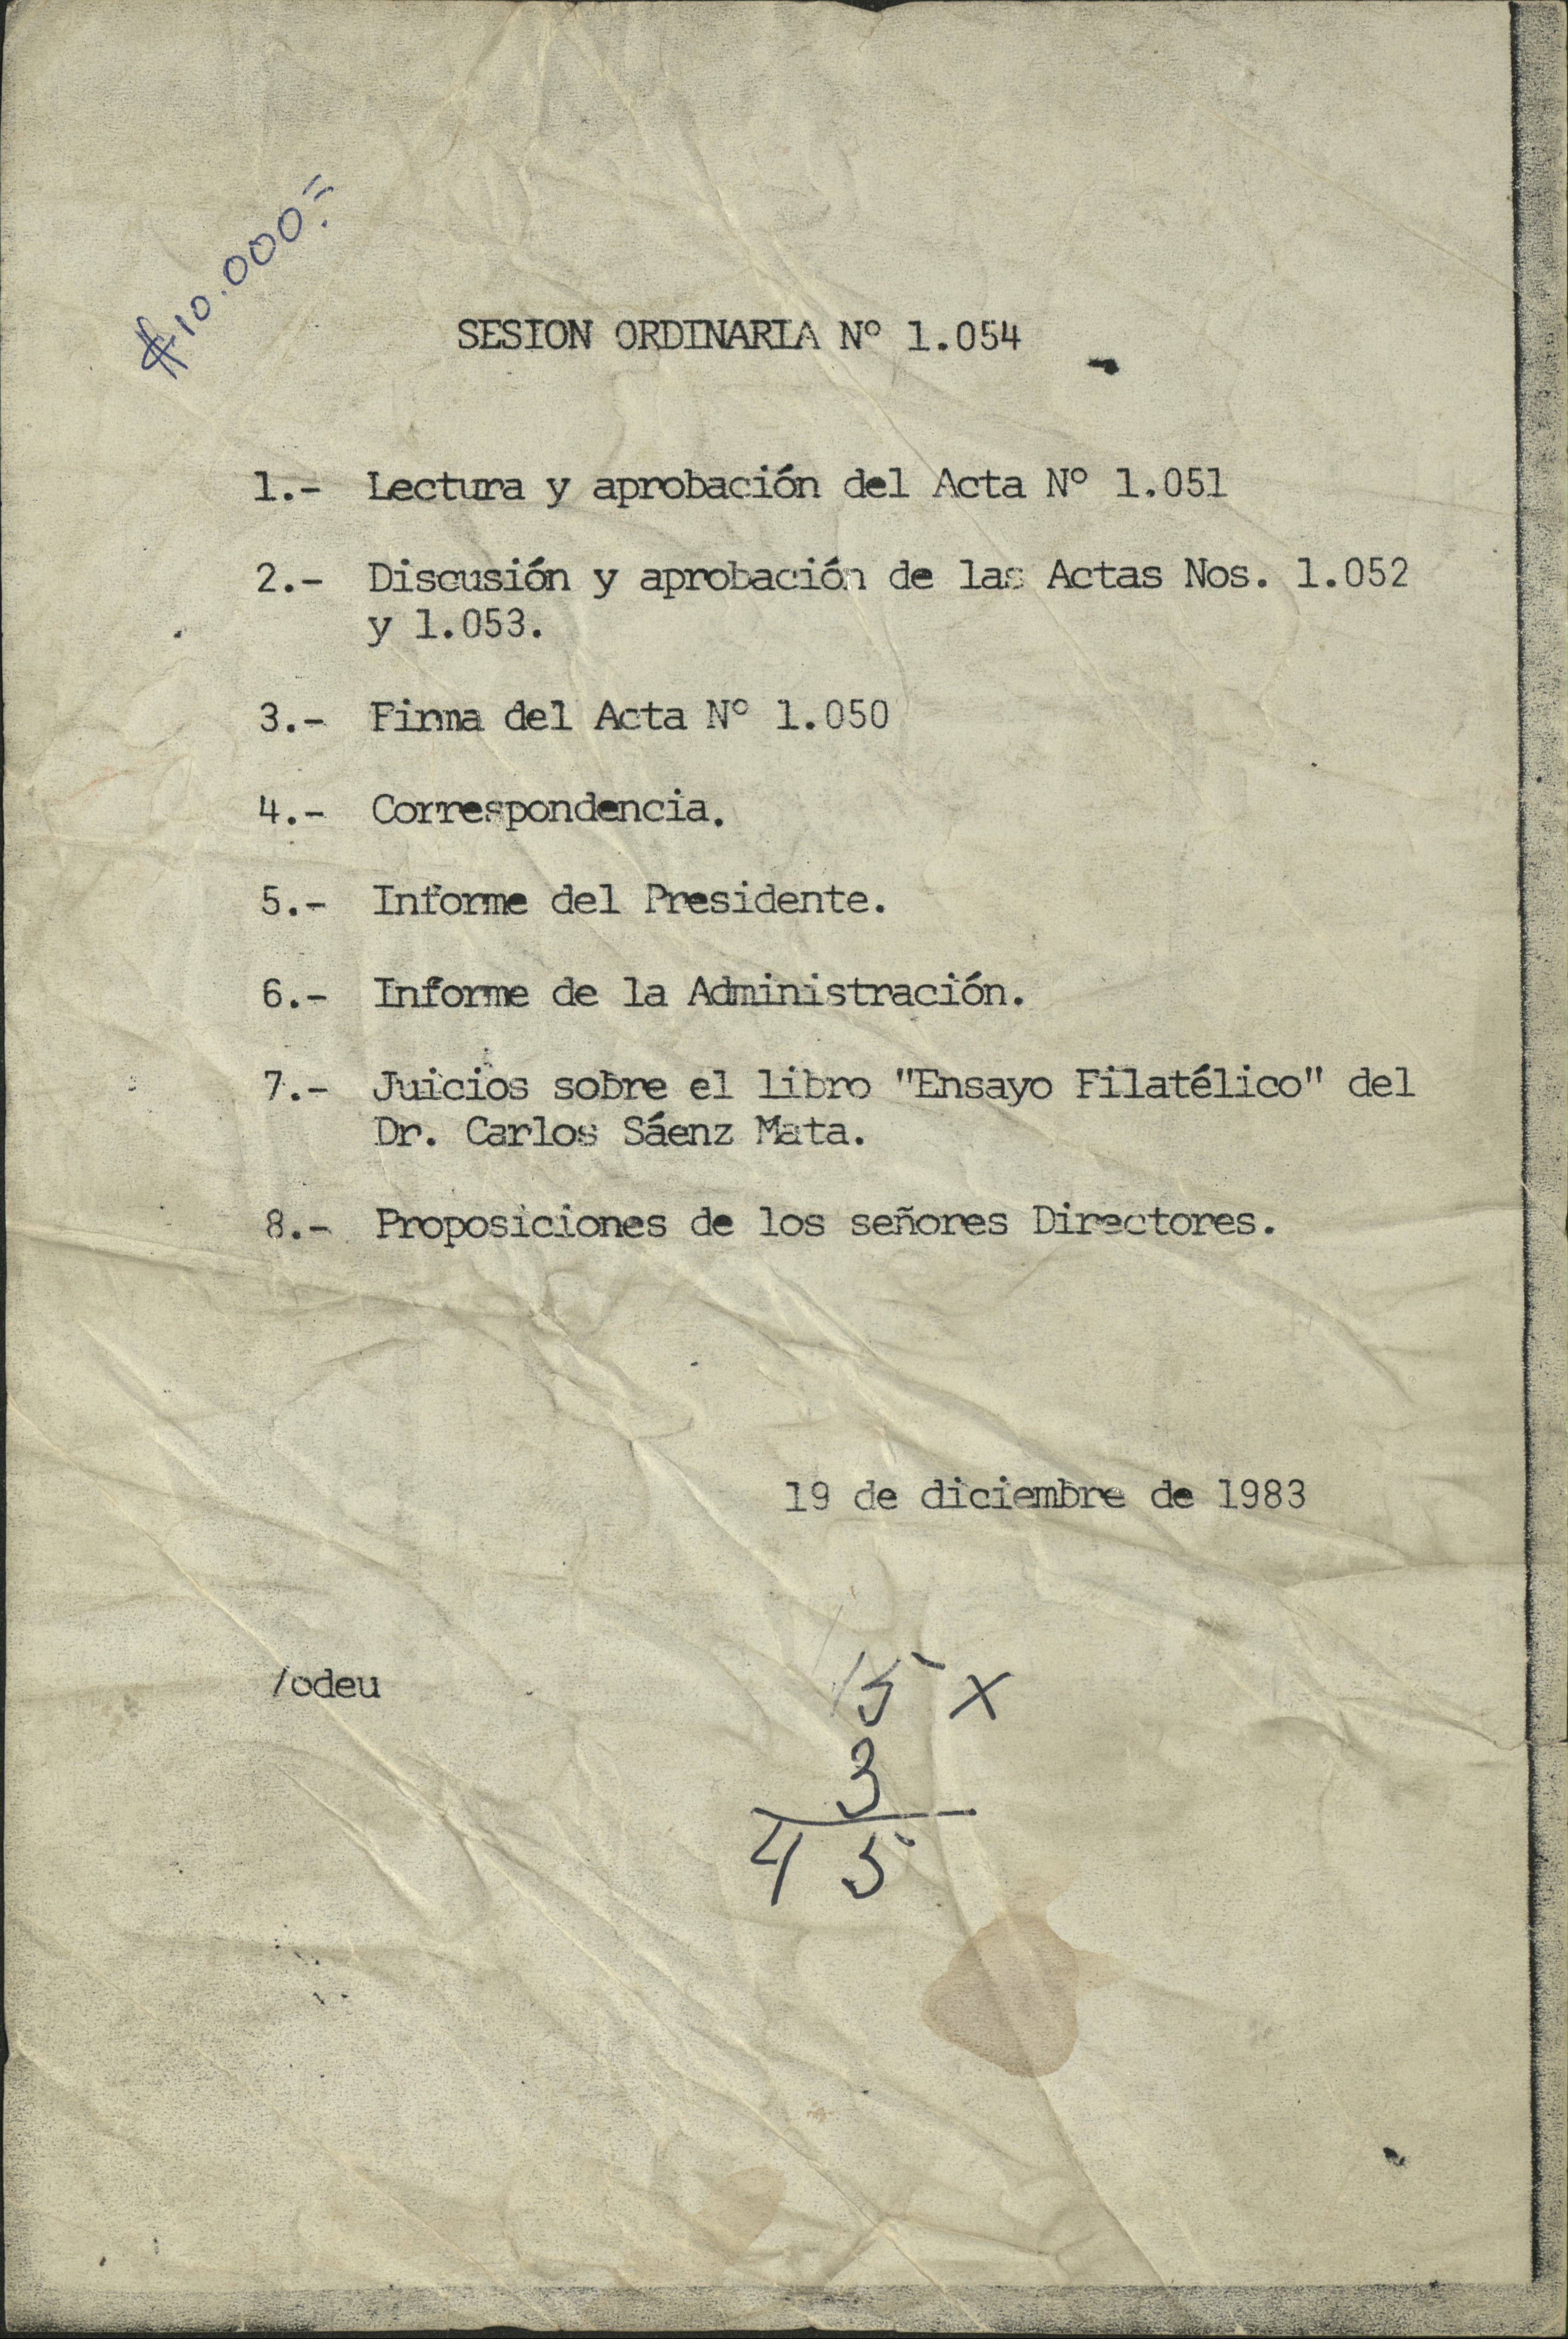 ₡10.000=
SESION ORDINARIA Nº 1.054
1.- Lectura y aprobación del Acta Nº 1.051
2.- Discusión y aprobación de las Actas Nos. 1.052
y 1.053.
3.- Firma del Acta Nº 1.050
4.- Correspondencia.
5.- Informe del Presidente.
6.- Informe de la Administración.
7.- Juicios sobre el libro "Ensayo Filatélico" del
Dr. Carlos Sáenz Mata.
8.- Proposiciones de los señores Directores.
19 de diciembre de 1983
/odeu
15 x
3
45